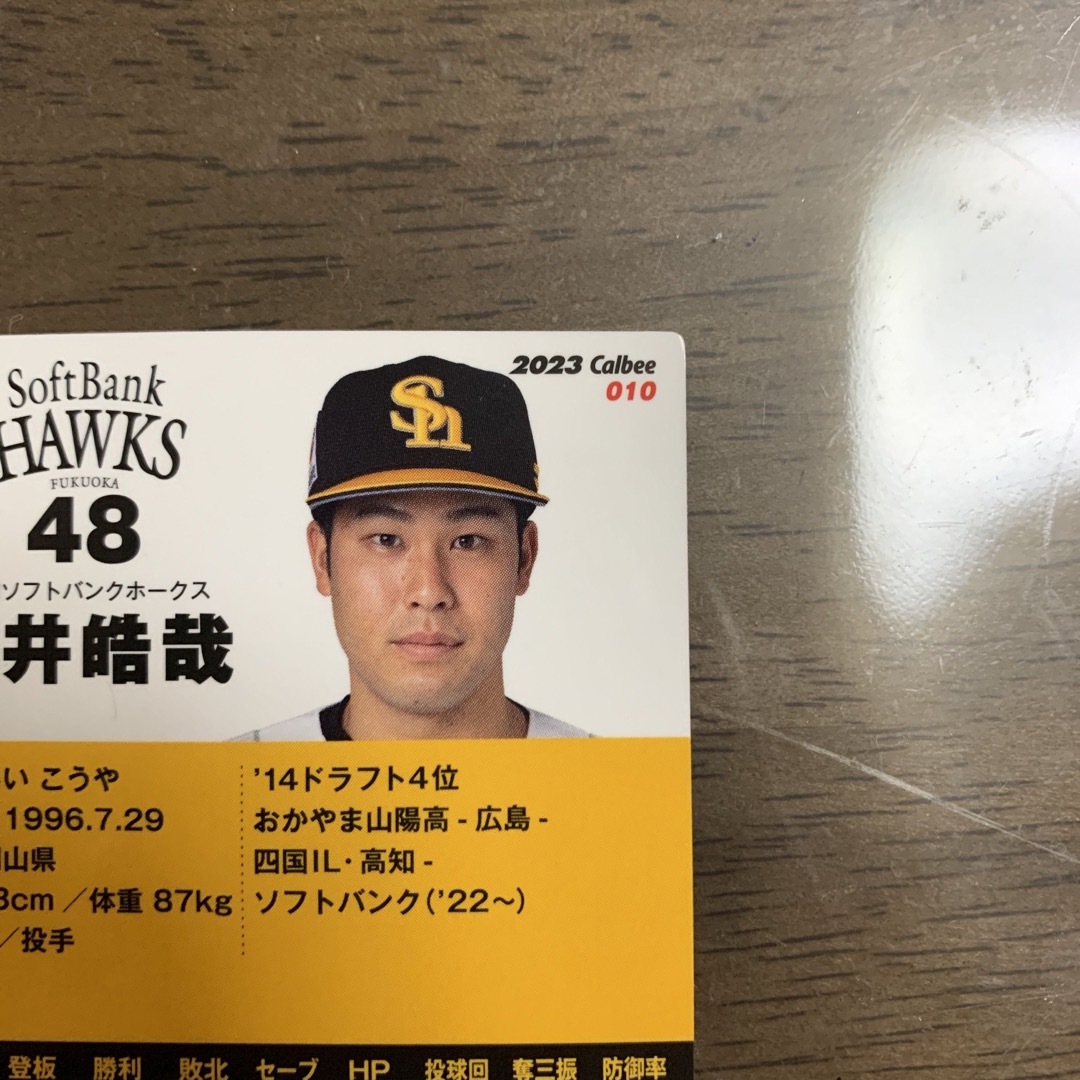 SoftBank
HAWKS
FUKUOKA
48
ソフトバンクホークス
井皓哉
2023 Calbee
010
Sh
い こうや
1996.7.29
山県
3cm／体重 87kg
／投手
'14ドラフト4位
おかやま山陽高 - 広島 -
四国IL・高知 -
ソフトバンク('22～)
登板 勝利 敗北 セーブ HP 投球回 奪三振 防御率